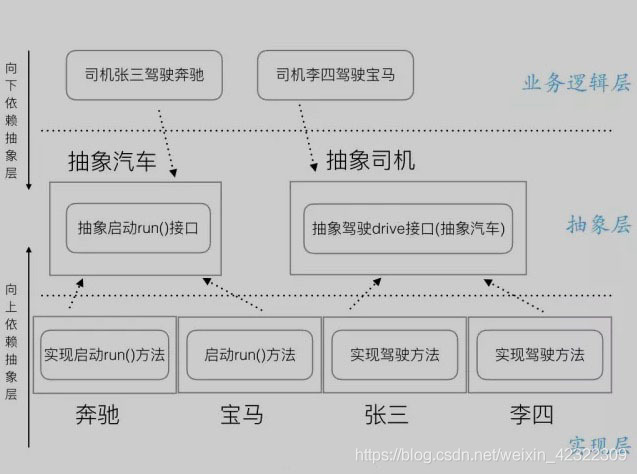 向下依赖抽象层
司机张三驾驶奔驰
司机李四驾驶宝马
业务逻辑层
抽象汽车
抽象司机
抽象启动run()接口
抽象驾驶drive接口(抽象汽车)
抽象层
向上依赖抽象层
实现启动run()方法
启动run()方法
实现驾驶方法
实现驾驶方法
奔驰
宝马
张三
李四
实现层
https://blog.csdn.net/weixin_42322309